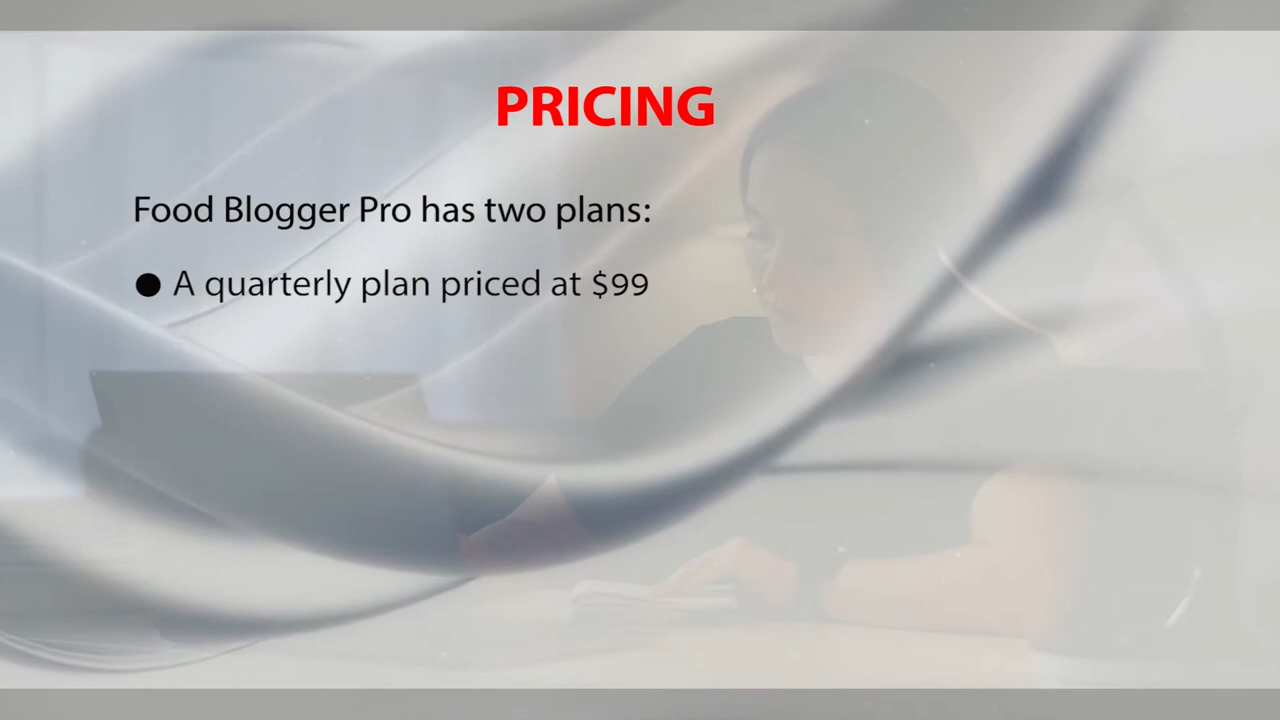 PRICING
Food Blogger Pro has two plans:
● A quarterly plan priced at $99